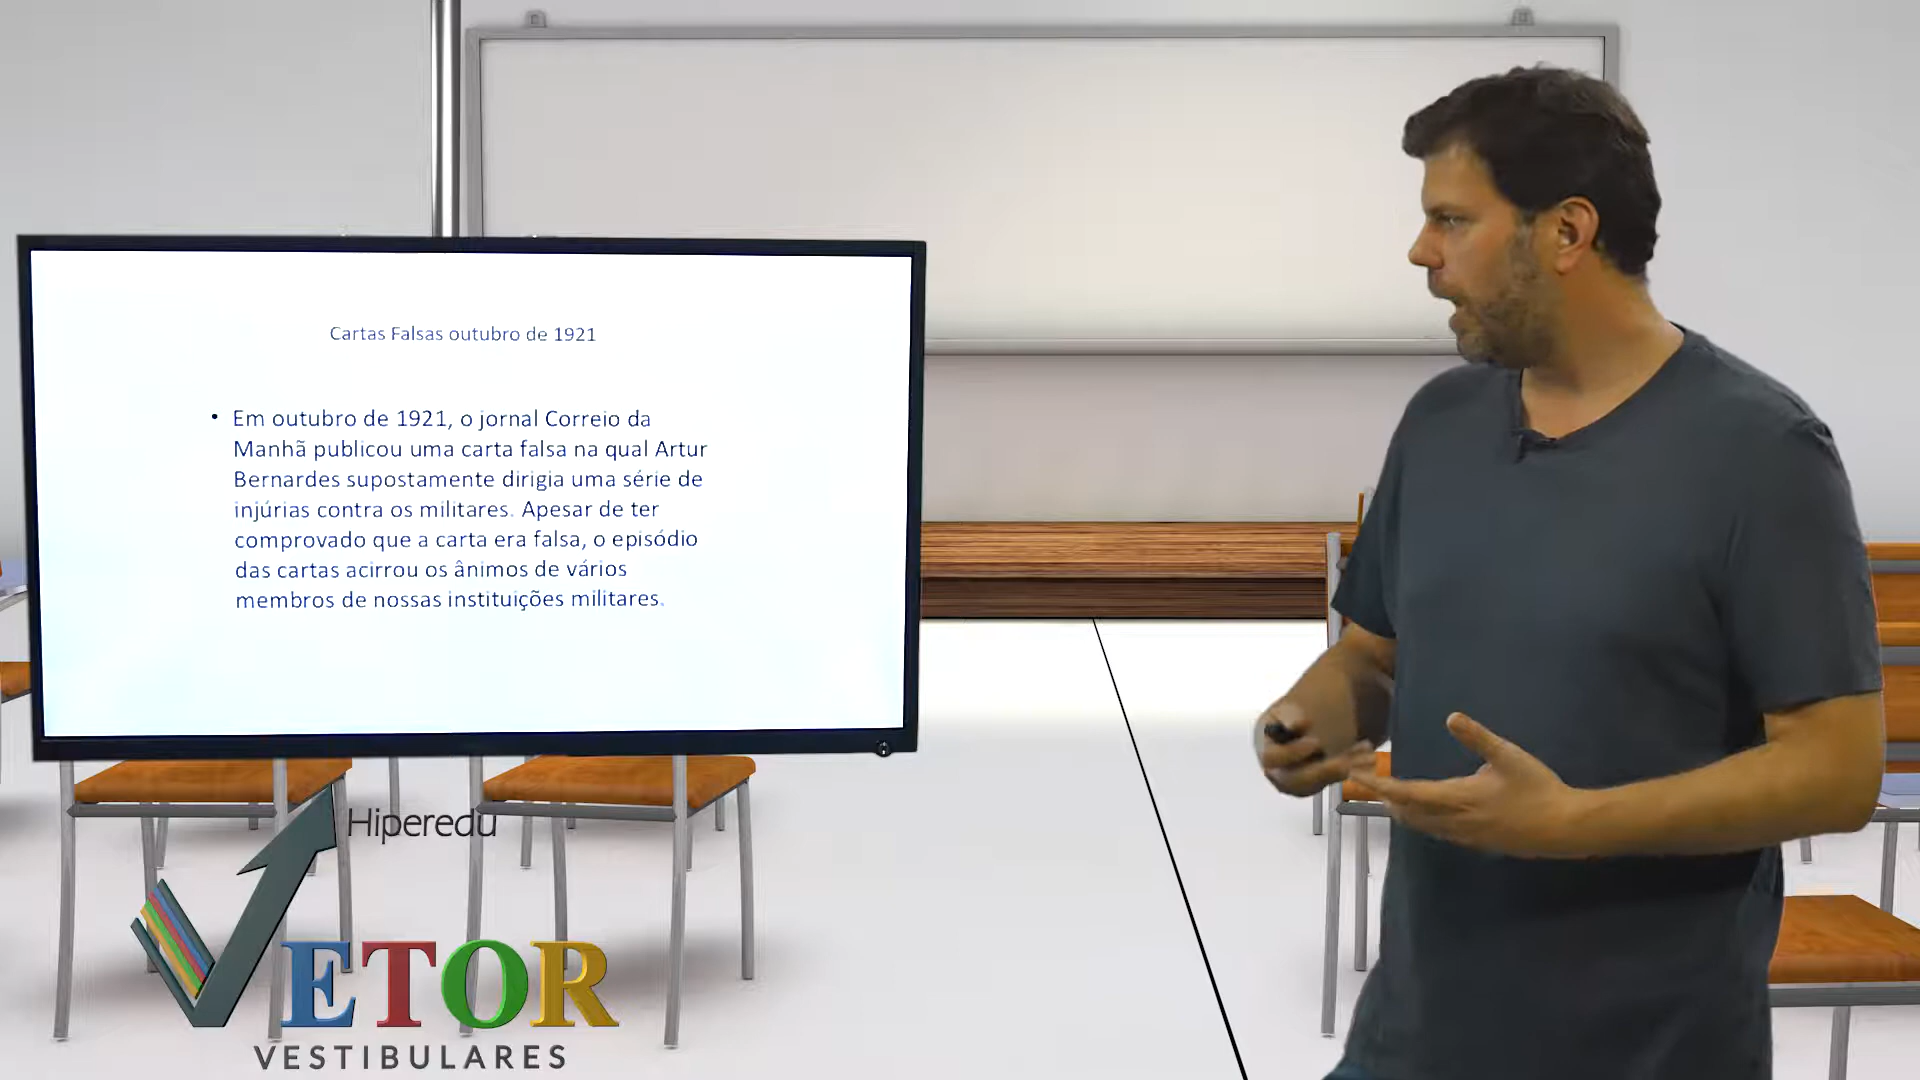 Cartas Falsas outubro de 1921
• Em outubro de 1921, o jornal Correio da
Manhã publicou uma carta falsa na qual Artur
Bernardes supostamente dirigia uma série de
injúrias contra os militares. Apesar de ter
comprovado que a carta era falsa, o episódio
das cartas acirrou os ânimos de vários
membros de nossas instituições militares.
Hiperedu
VETOR
VESTIBULARES